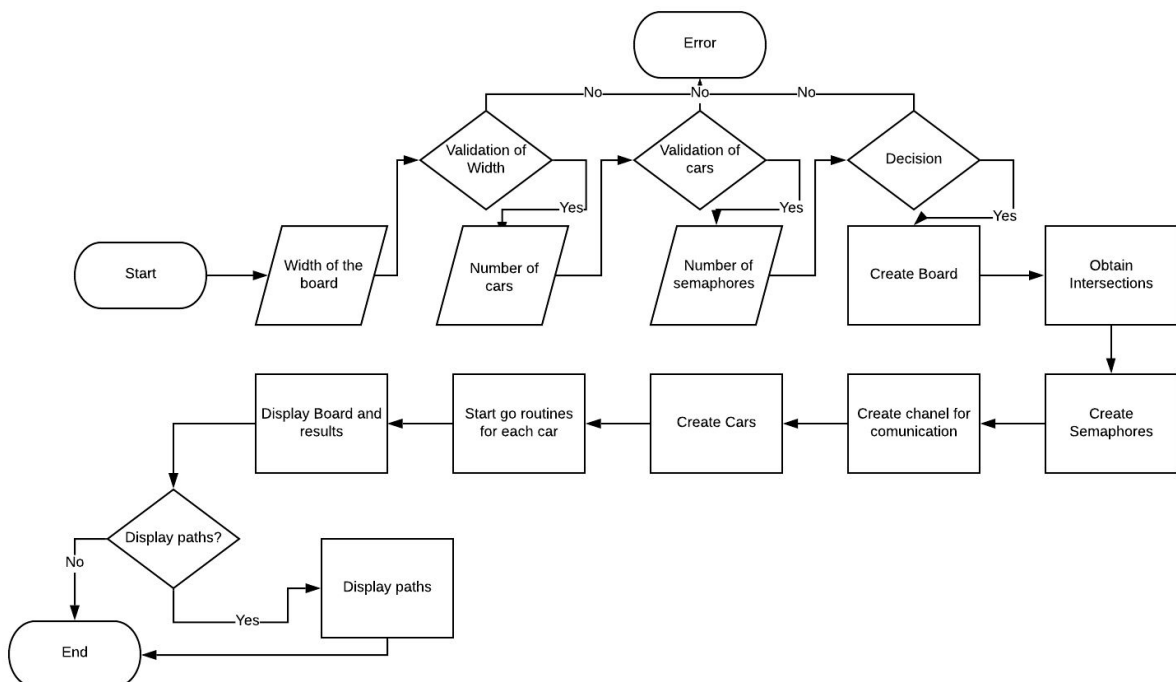 Error
No
No
No
Validation of
Width
Validation of
cars
Decision
Yes
Yes
Yes
Start
Width of the
board
Number of
cars
Number of
semaphores
Create Board
Obtain
Intersections
Display Board and
results
Start go routines
for each car
Create Cars
Create chanel for
comunication
Create
Semaphores
Display paths?
No
Yes
Display paths
End